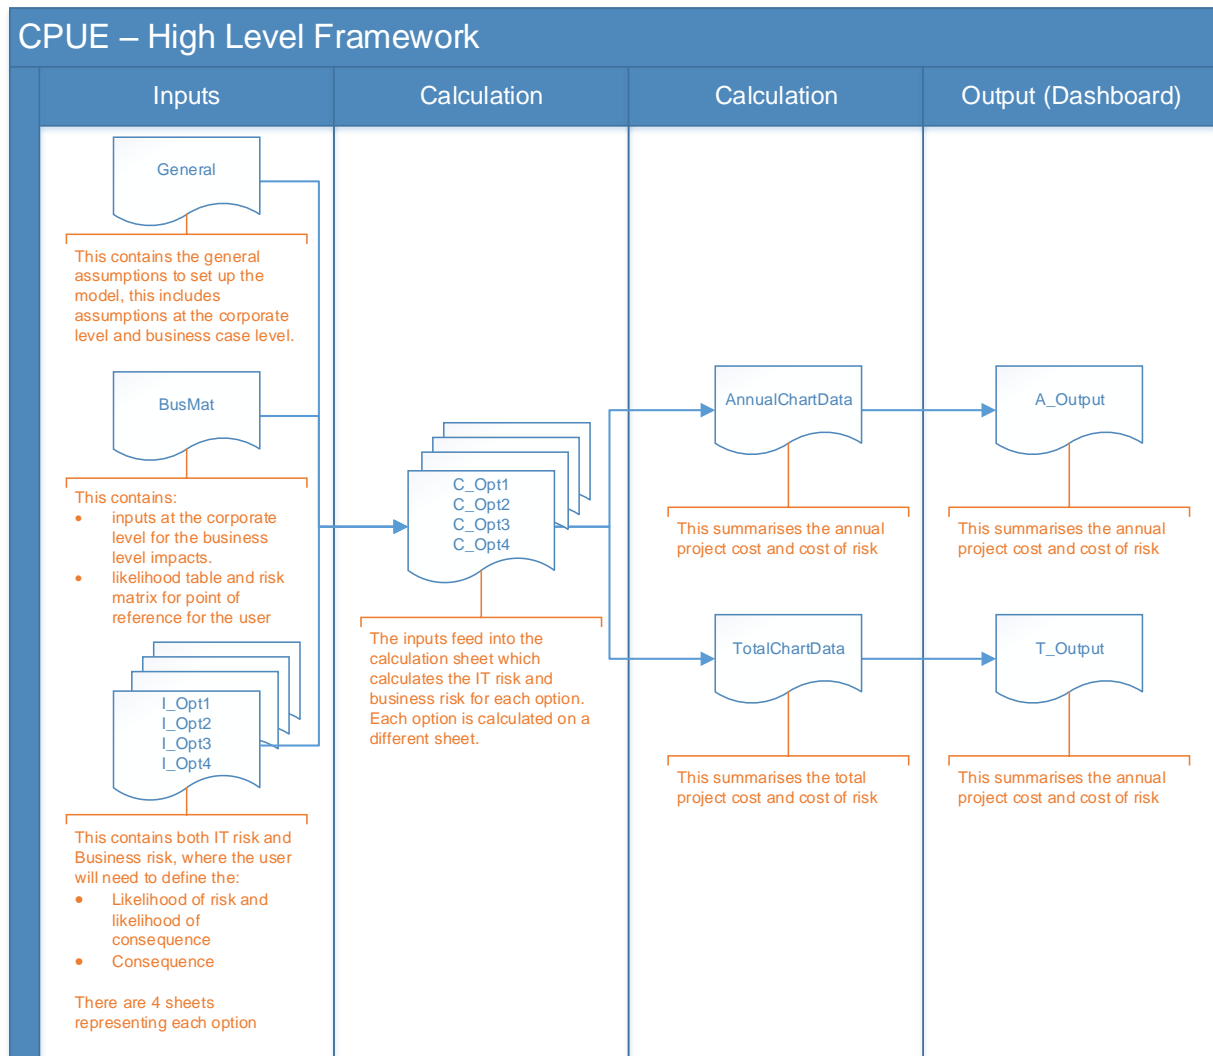 CPUE – High Level Framework
Inputs
Calculation
Calculation
Output (Dashboard)
General
This contains the general
assumptions to set up the
model, this includes
assumptions at the corporate
level and business case level.
BusMat
This contains:
• inputs at the corporate
level for the business
level impacts.
• likelihood table and risk
matrix for point of
reference for the user
I_Opt1
I_Opt2
I_Opt3
I_Opt4
This contains both IT risk and
Business risk, where the user
will need to define the:
• Likelihood of risk and
likelihood of
consequence
• Consequence
There are 4 sheets
representing each option
C_Opt1
C_Opt2
C_Opt3
C_Opt4
The inputs feed into the
calculation sheet which
calculates the IT risk and
business risk for each option.
Each option is calculated on a
different sheet.
AnnualChartData
This summarises the annual
project cost and cost of risk
TotalChartData
This summarises the total
project cost and cost of risk
A_Output
This summarises the annual
project cost and cost of risk
T_Output
This summarises the annual
project cost and cost of risk